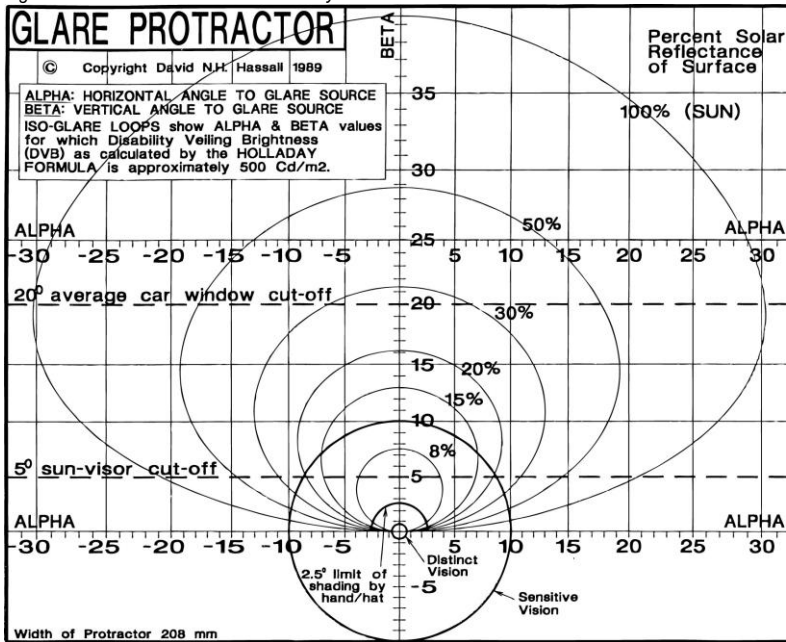 GLARE PROTRACTOR
© Copyright David N.H. Hassall 1989
ALPHA: HORIZONTAL ANGLE TO GLARE SOURCE
BETA: VERTICAL ANGLE TO GLARE SOURCE
ISO-GLARE LOOPS show ALPHA & BETA values
for which Disability Veiling Brightness
(DVB) as calculated by the HOLLADAY
FORMULA is approximately 500 Cd/m2.
BETA
Percent Solar
Reflectance
of Surface
35
100% (SUN)
30
50%
ALPHA 25 ALPHA
-30 -25 -20 -15 -10 -5 5 10 15 20 25 30
20⁰ average car window cut-off
20
30%
15
20%
15%
10
8%
5⁰ sun-visor cut-off
5
ALPHA ALPHA
-30 -25 -20 -15 -10 -5 5 10 15 20 25 30
2.5⁰ limit of
shading by
hand/hat
Distinct
Vision
-5
Sensitive
Vision
Width of Protractor 208 mm